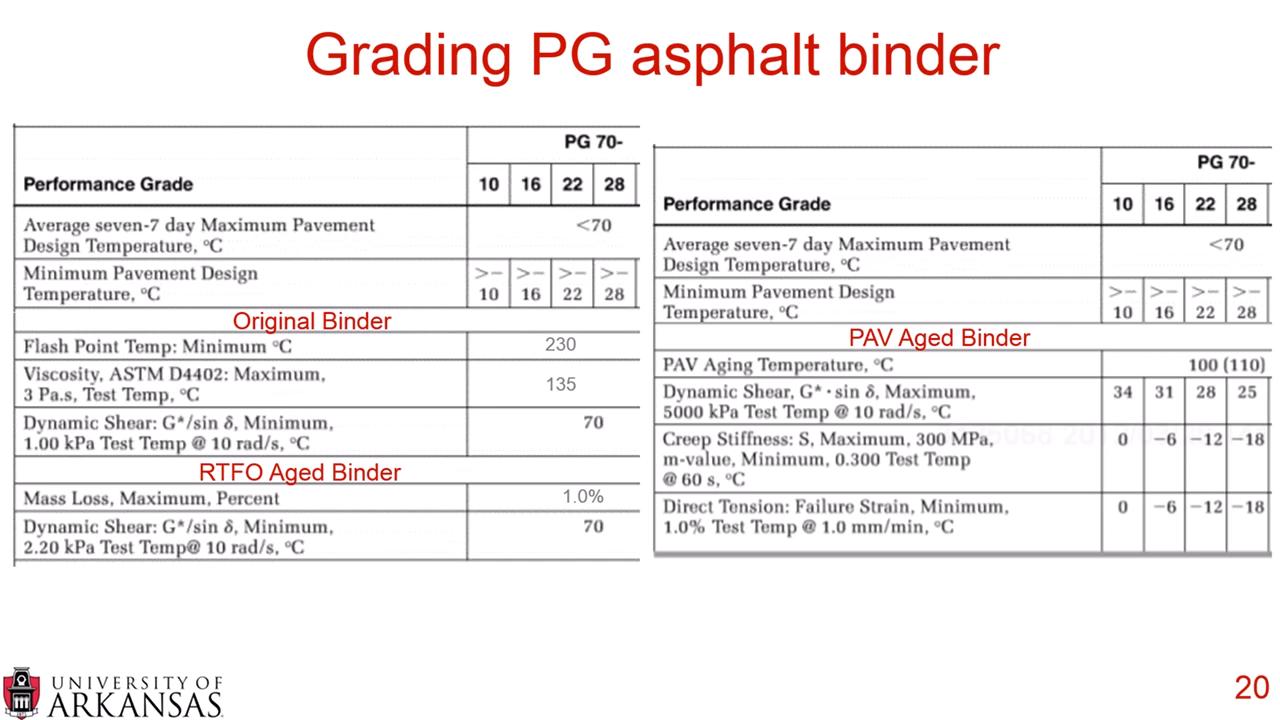 Grading PG asphalt binder
PG 70-
Performance Grade 10 16 22 28
Average seven-7 day Maximum Pavement <70
Design Temperature, °C
Minimum Pavement Design >– >– >– >–
Temperature, °C 10 16 22 28
Original Binder
Flash Point Temp: Minimum °C 230
Viscosity, ASTM D4402: Maximum,
3 Pa.s, Test Temp, °C 135
Dynamic Shear: G*/sin δ, Minimum, 70
1.00 kPa Test Temp @ 10 rad/s, °C
RTFO Aged Binder
Mass Loss, Maximum, Percent 1.0%
Dynamic Shear: G*/sin δ, Minimum, 70
2.20 kPa Test Temp@ 10 rad/s, °C
PG 70-
Performance Grade 10 16 22 28
Average seven-7 day Maximum Pavement <70
Design Temperature, °C
Minimum Pavement Design >– >– >– >–
Temperature, °C 10 16 22 28
PAV Aged Binder
PAV Aging Temperature, °C 100 (110)
Dynamic Shear, G* · sin δ, Maximum, 34 31 28 25
5000 kPa Test Temp @ 10 rad/s, °C
Creep Stiffness: S, Maximum, 300 MPa, 0 −6 −12 −18
m-value, Minimum, 0.300 Test Temp
@ 60 s, °C
Direct Tension: Failure Strain, Minimum, 0 −6 −12 −18
1.0% Test Temp @ 1.0 mm/min, °C
UNIVERSITY OF
ARKANSAS
20